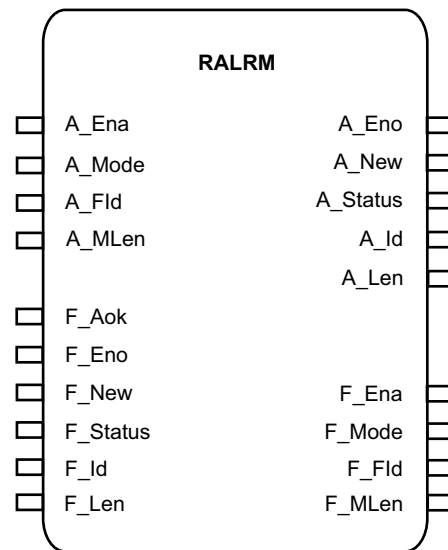 RALRM
A_Ena A_Eno
A_Mode A_New
A_FId A_Status
A_MLen A_Id
A_Len
F_Aok
F_Eno
F_New F_Ena
F_Status F_Mode
F_Id F_FId
F_Len F_MLen